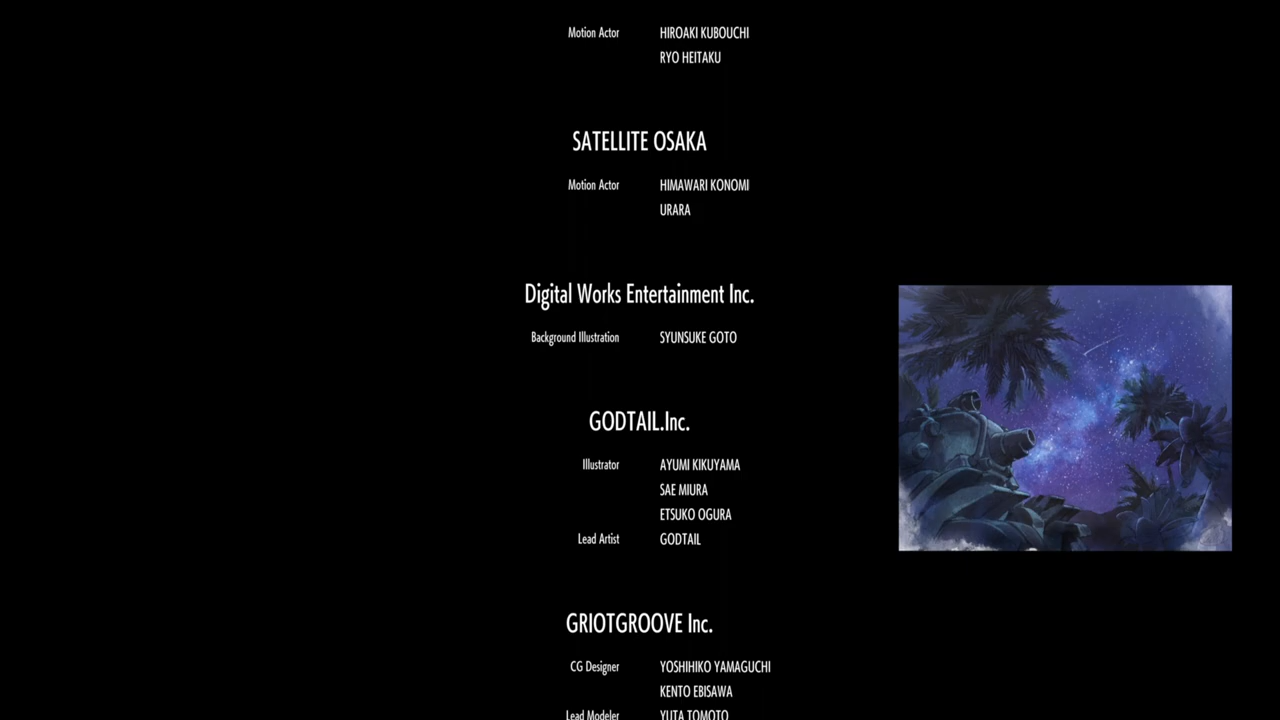 Motion Actor HIROAKI KUBOUCHI
RYO HEITAKU
SATELLITE OSAKA
Motion Actor HIMAWARI KONOMI
URARA
Digital Works Entertainment Inc.
Background Illustration SYUNSUKE GOTO
GODTAIL.Inc.
Illustrator AYUMI KIKUYAMA
SAE MIURA
ETSUKO OGURA
Lead Artist GODTAIL
GRIOTGROOVE Inc.
CG Designer YOSHIHIKO YAMAGUCHI
KENTO EBISAWA
Lead Modeler YUTA TOMOTO